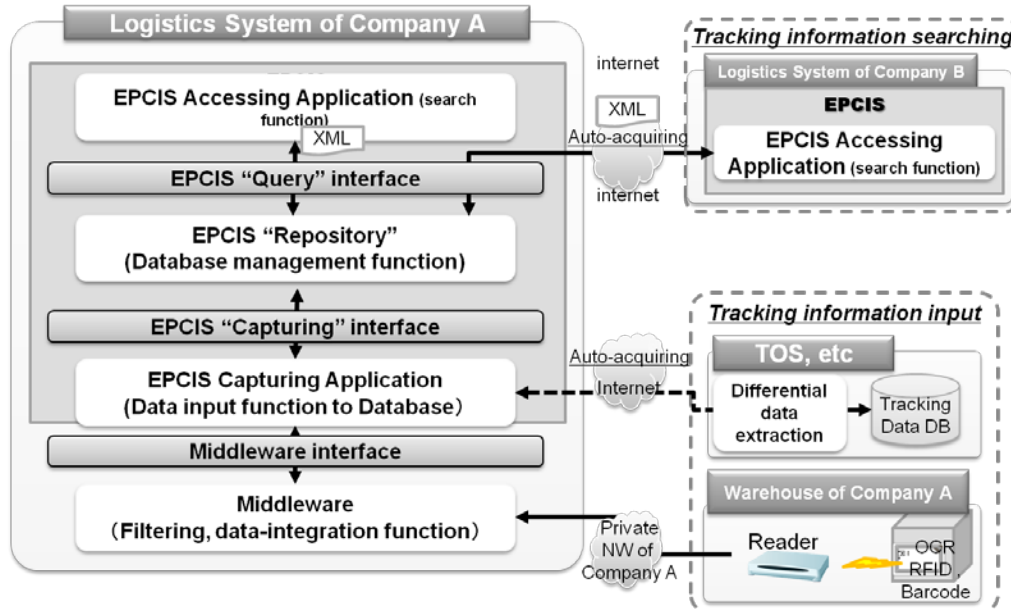 Logistics System of Company A
EPCIS Accessing Application (search
function)
XML
EPCIS “Query” interface
EPCIS “Repository”
(Database management function)
EPCIS “Capturing” interface
EPCIS Capturing Application
(Data input function to Database)
Middleware interface
Middleware
(Filtering, data-integration function)
internet
XML
Auto-acquiring
internet
Tracking information searching
Logistics System of Company B
EPCIS
EPCIS Accessing
Application (search function)
Auto-acquiring
Internet
Tracking information input
TOS, etc
Differential
data
extraction
Tracking
Data DB
Private
NW of
Company A
Warehouse of Company A
Reader
OCR
RFID ,
Barcode